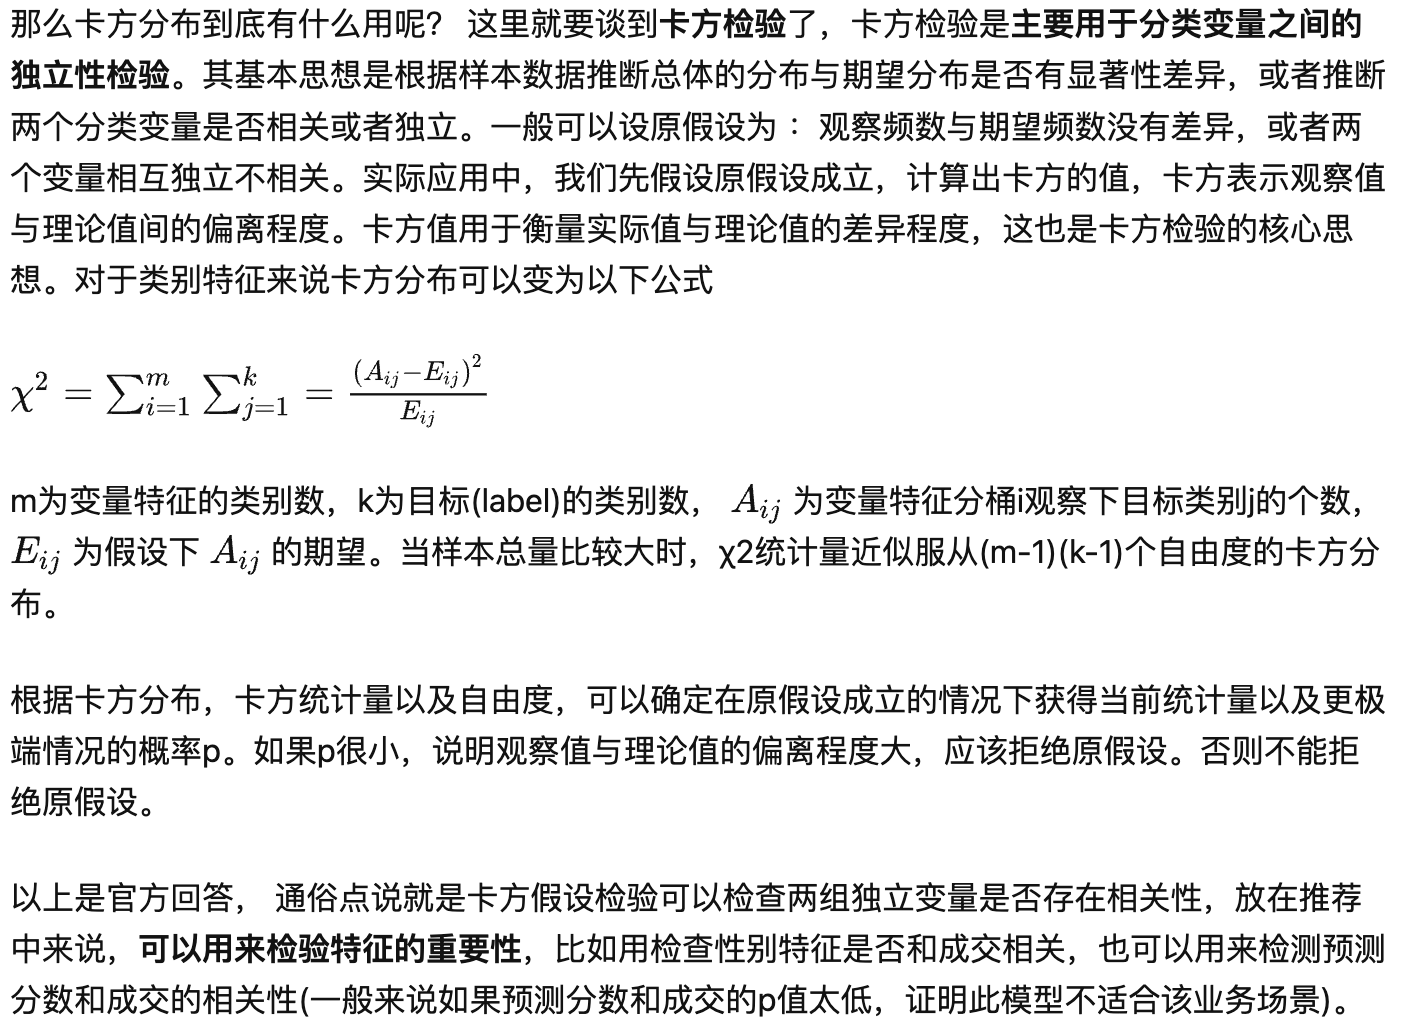 那么卡方分布到底有什么用呢？ 这里就要谈到卡方检验了，卡方检验是主要用于分类变量之间的
独立性检验。其基本思想是根据样本数据推断总体的分布与期望分布是否有显著性差异，或者推断
两个分类变量是否相关或者独立。一般可以设原假设为 ：观察频数与期望频数没有差异，或者两
个变量相互独立不相关。实际应用中，我们先假设原假设成立，计算出卡方的值，卡方表示观察值
与理论值间的偏离程度。卡方值用于衡量实际值与理论值的差异程度，这也是卡方检验的核心思
想。对于类别特征来说卡方分布可以变为以下公式
$\chi^2 = \sum_{i=1}^{m} \sum_{j=1}^{k} = \frac{(A_{ij}-E_{ij})^2}{E_{ij}}$
m为变量特征的类别数，k为目标(label)的类别数， $A_{ij}$ 为变量特征分桶i观察下目标类别j的个数，
$E_{ij}$ 为假设下 $A_{ij}$ 的期望。当样本总量比较大时，χ2统计量近似服从(m-1)(k-1)个自由度的卡方分
布。
根据卡方分布，卡方统计量以及自由度，可以确定在原假设成立的情况下获得当前统计量以及更极
端情况的概率p。如果p很小，说明观察值与理论值的偏离程度大，应该拒绝原假设。否则不能拒
绝原假设。
以上是官方回答， 通俗点说就是卡方假设检验可以检查两组独立变量是否存在相关性，放在推荐
中来说，可以用来检验特征的重要性，比如用检查性别特征是否和成交相关，也可以用来检测预测
分数和成交的相关性(一般来说如果预测分数和成交的p值太低，证明此模型不适合该业务场景)。